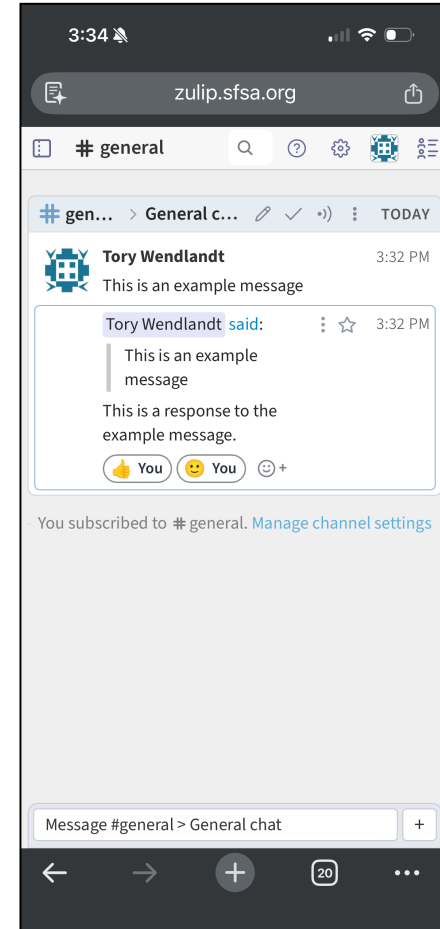 3:34
zulip.sfsa.org
# general
# gen... > General c... TODAY
Tory Wendlandt 3:32 PM
This is an example message
Tory Wendlandt said: 3:32 PM
This is an example
message
This is a response to the
example message.
👍 You 🙂 You +
You subscribed to # general. Manage channel settings
Message #general > General chat +
20